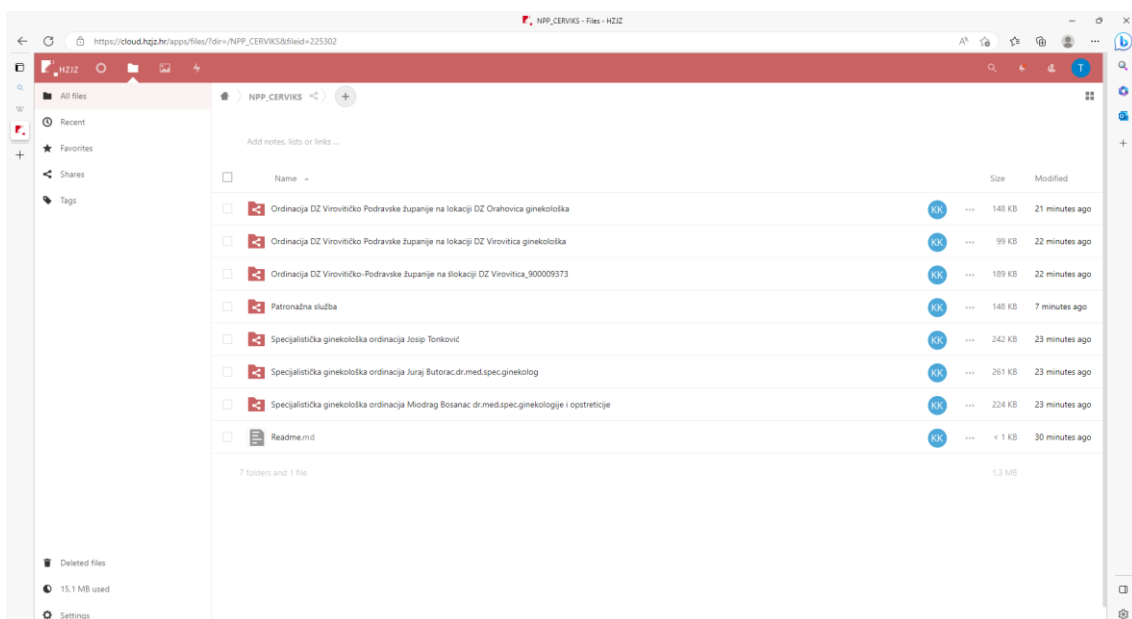 NPP_CERVIKS - Files - HZJZ
https://cloud.hzjz.hr/apps/files/?dir=/NPP_CERVIKS&fileid=225302
HZJZ
T
All files
NPP_CERVIKS
Recent
Add notes, lists or links ...
Favorites
Shares
Name Size Modified
Tags
Ordinacija DZ Virovitičko Podravske županije na lokaciji DZ Orahovica ginekološka KK 148 KB 21 minutes ago
Ordinacija DZ Virovitičko Podravske županije na lokaciji DZ Virovitica ginekološka KK 99 KB 22 minutes ago
Ordinacija DZ Virovitičko-Podravske županije na šlokaciji DZ Virovitica_900009373 KK 189 KB 22 minutes ago
Patronažna služba KK 148 KB 7 minutes ago
Specijalistička ginekološka ordinacija Josip Tonković KK 242 KB 23 minutes ago
Specijalistička ginekološka ordinacija Juraj Butorac.dr.med.spec.ginekolog KK 261 KB 23 minutes ago
Specijalistička ginekološka ordinacija Miodrag Bosanac dr.med.spec.ginekologije i opstreticije KK 224 KB 23 minutes ago
Readme.md KK < 1 KB 30 minutes ago
7 folders and 1 file 1.3 MB
Deleted files
15.1 MB used
Settings